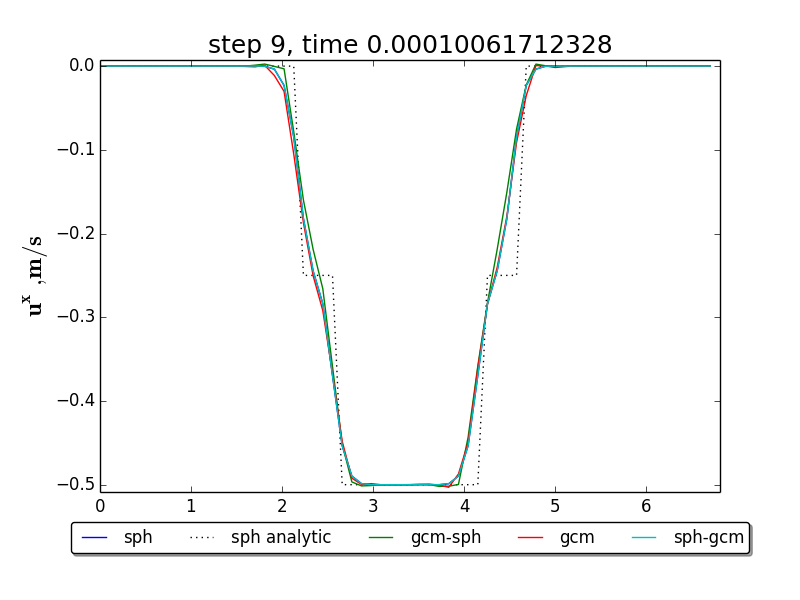 step 9, time 0.00010061712328
0.0
−0.1
−0.2
−0.3
−0.4
−0.5
u^x ,m/s
0 1 2 3 4 5 6
sph sph analytic gcm-sph gcm sph-gcm